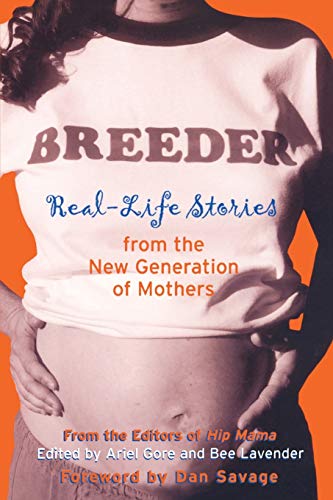 BREEDER
Real-Life Stories
from the
New Generation
of Mothers
From the Editors of Hip Mama
Edited by Ariel Gore and Bee Lavender
Foreword by Dan Savage